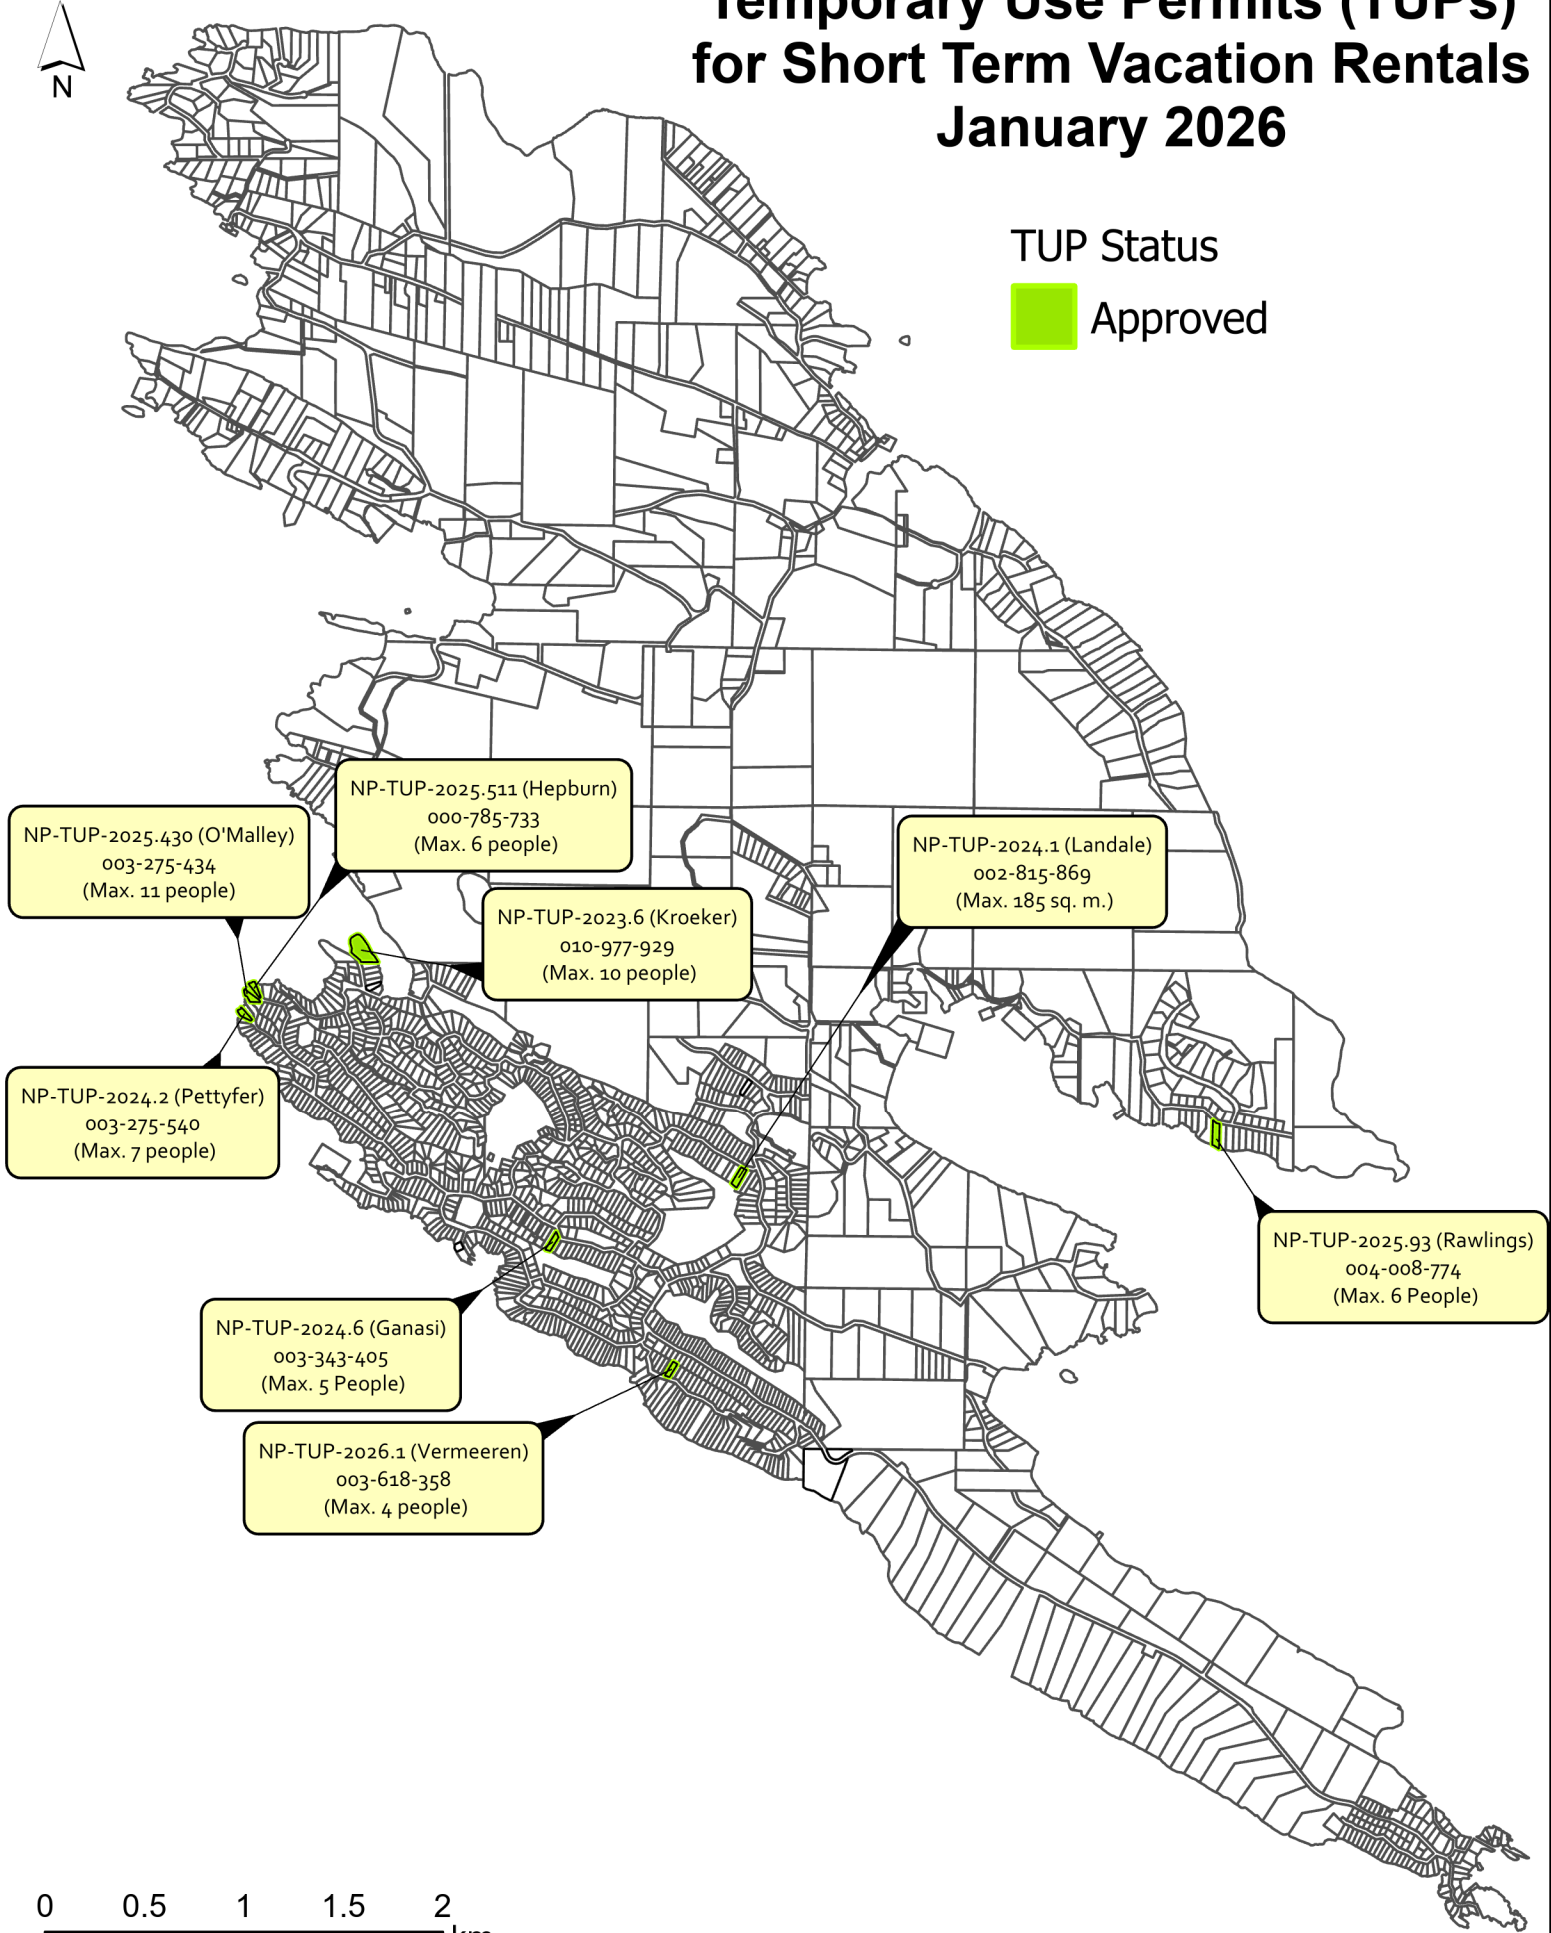 Temporary Use Permits (TUPs)
for Short Term Vacation Rentals
January 2026
N
TUP Status
Approved
NP-TUP-2025.511 (Hepburn)
000-785-733
(Max. 6 people)
NP-TUP-2025.430 (O'Malley)
003-275-434
(Max. 11 people)
NP-TUP-2024.1 (Landale)
002-815-869
(Max. 185 sq. m.)
NP-TUP-2023.6 (Kroeker)
010-977-929
(Max. 10 people)
NP-TUP-2024.2 (Pettyfer)
003-275-540
(Max. 7 people)
NP-TUP-2025.93 (Rawlings)
004-008-774
(Max. 6 People)
NP-TUP-2024.6 (Ganasi)
003-343-405
(Max. 5 People)
NP-TUP-2026.1 (Vermeeren)
003-618-358
(Max. 4 people)
0 0.5 1 1.5 2
km